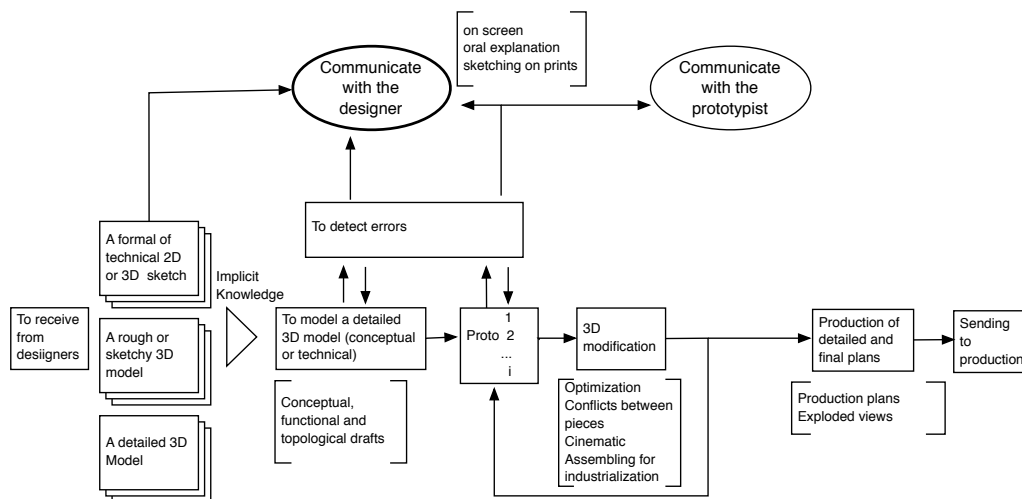 on screen
oral explanation
sketching on prints
Communicate
with the
designer
Communicate
with the
prototypist
To detect errors
A formal of
technical 2D
or 3D sketch
Implicit
Knowledge
To receive
from
desiigners
A rough or
sketchy 3D
model
A detailed 3D
Model
To model a detailed
3D model (conceptual
or technical)
Conceptual,
functional and
topological drafts
1
Proto 2
...
i
3D
modification
Optimization
Conflicts between
pieces
Cinematic
Assembling for
industrialization
Production of
detailed and
final plans
Production plans
Exploded views
Sending
to
production